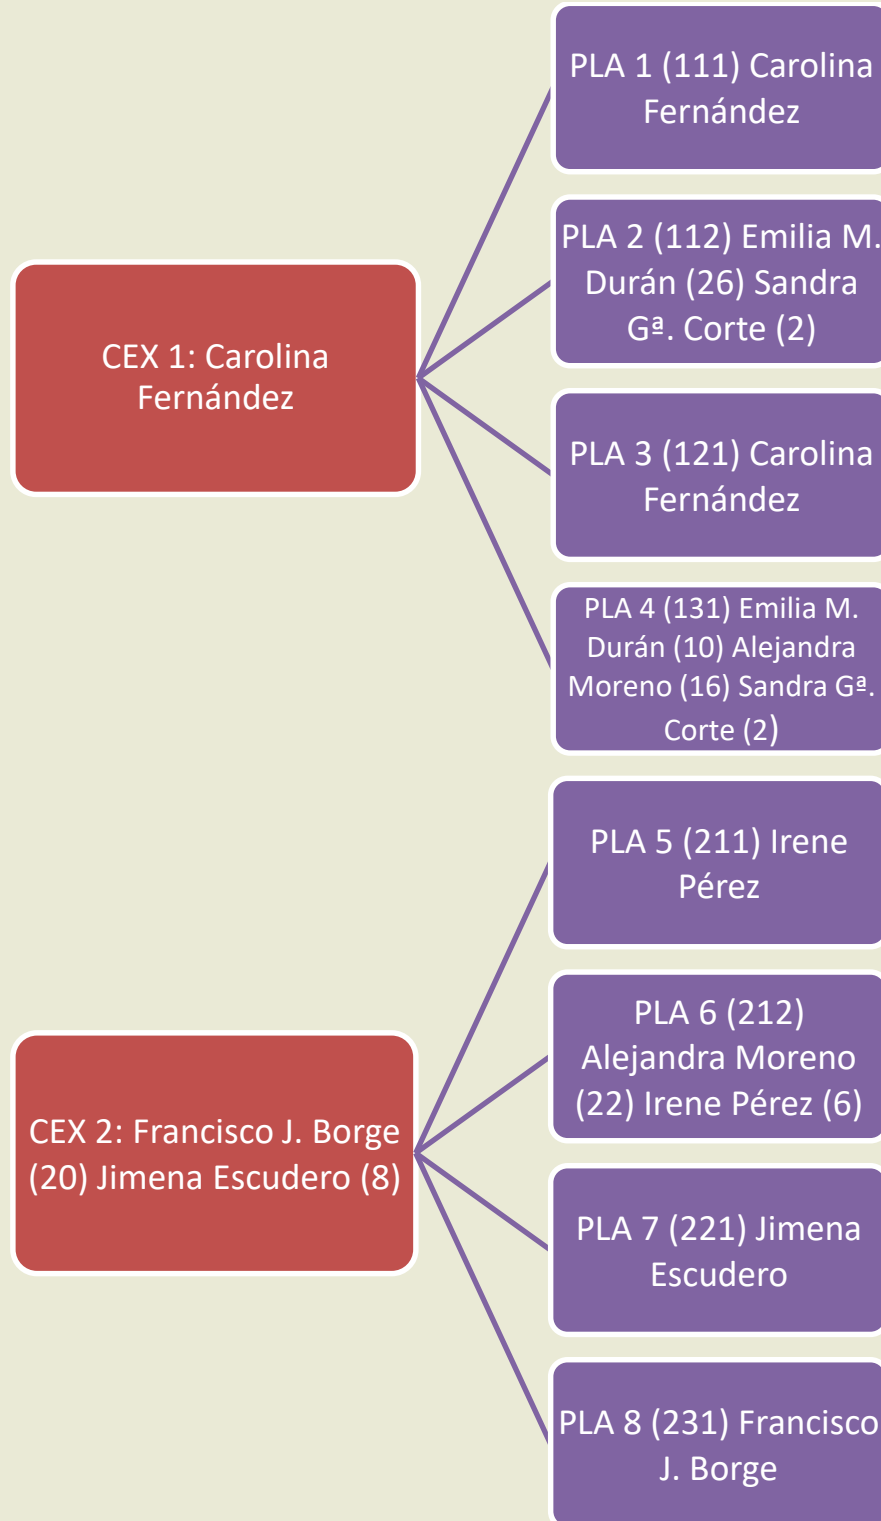 CEX 1: Carolina
Fernández
PLA 1 (111) Carolina
Fernández
PLA 2 (112) Emilia M.
Durán (26) Sandra
Gª. Corte (2)
PLA 3 (121) Carolina
Fernández
PLA 4 (131) Emilia M.
Durán (10) Alejandra
Moreno (16) Sandra Gª.
Corte (2)
CEX 2: Francisco J. Borge
(20) Jimena Escudero (8)
PLA 5 (211) Irene
Pérez
PLA 6 (212)
Alejandra Moreno
(22) Irene Pérez (6)
PLA 7 (221) Jimena
Escudero
PLA 8 (231) Francisco
J. Borge